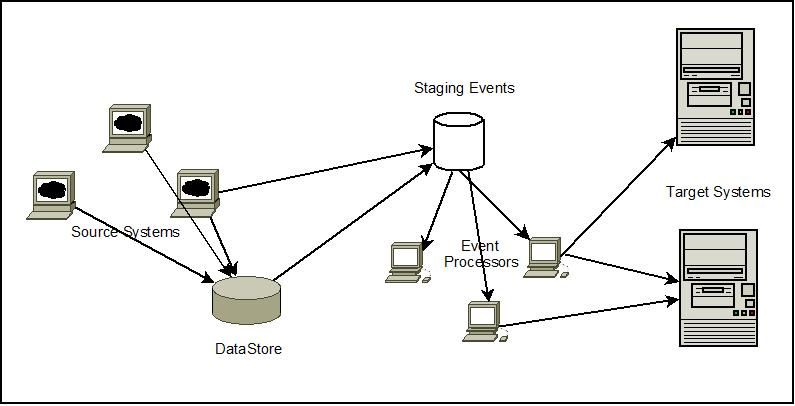 Staging Events
Target Systems
Source Systems
Event
Processors
DataStore